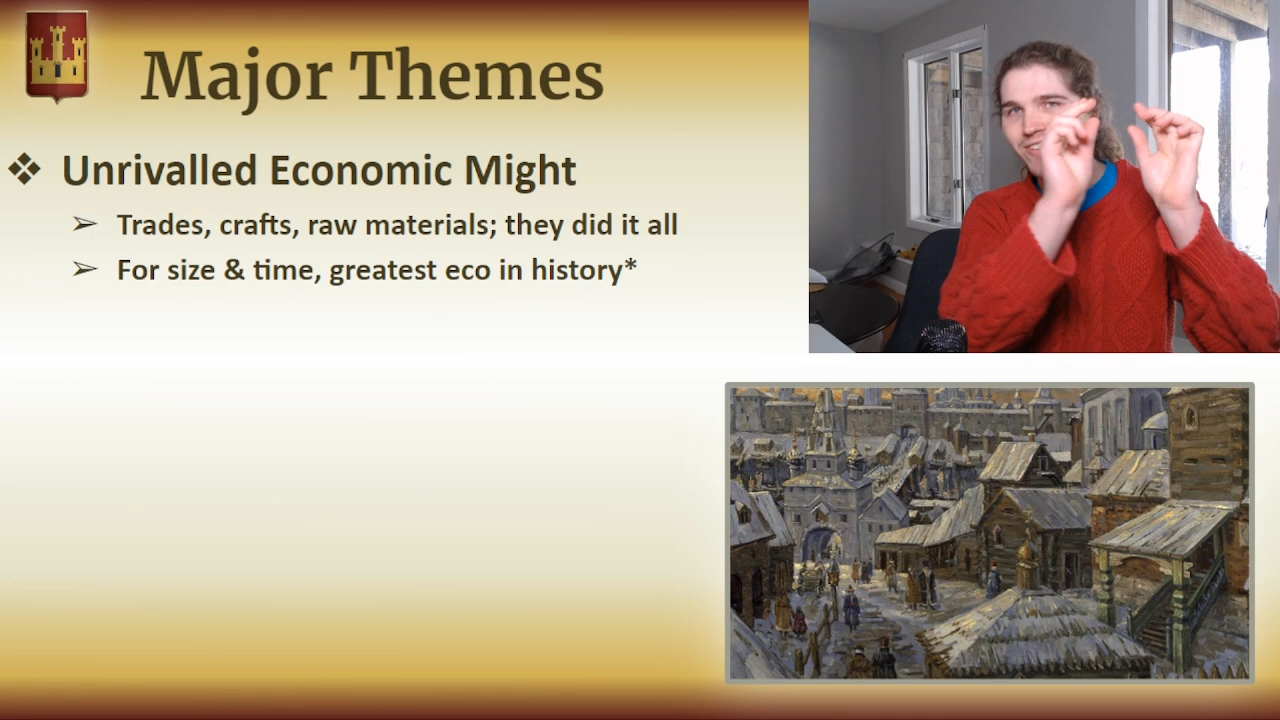 Major Themes
Unrivalled Economic Might
Trades, crafts, raw materials; they did it all
For size & time, greatest eco in history*